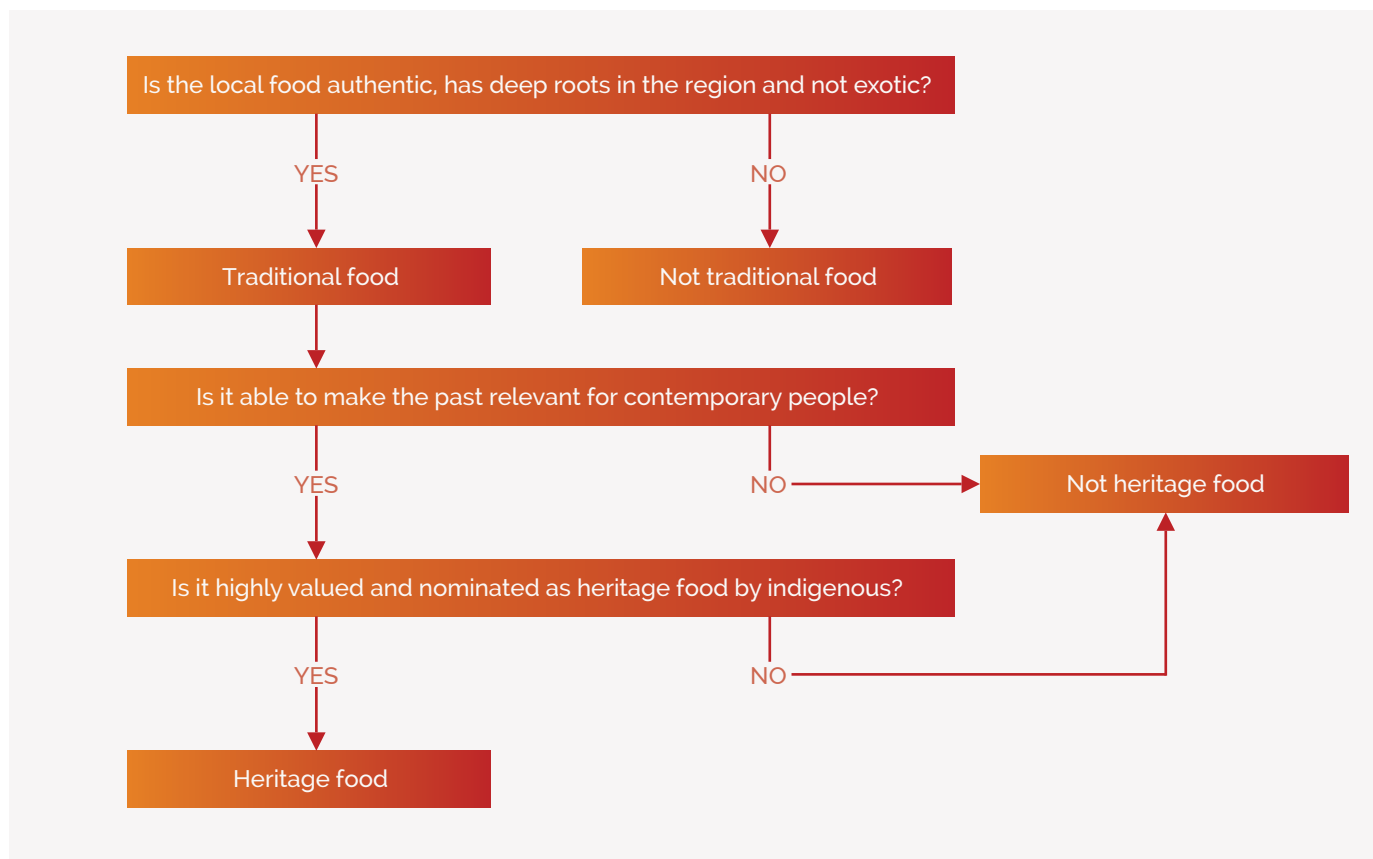 Is the local food authentic, has deep roots in the region and not exotic?
YES
NO
Traditional food
Not traditional food
Is it able to make the past relevant for contemporary people?
YES
NO
Not heritage food
Is it highly valued and nominated as heritage food by indigenous?
YES
NO
Heritage food